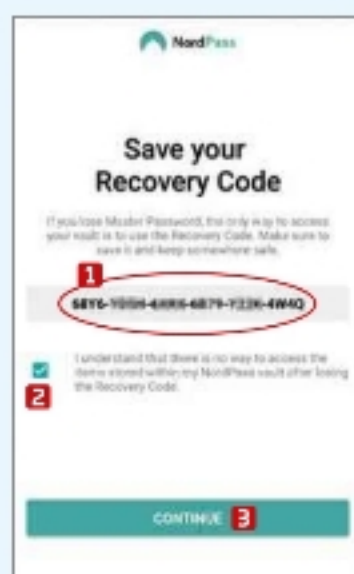 NordPass
Save your
Recovery Code
If you lose Master Password, the only way to access
your vault is to use the Recovery Code. Make sure to
save it and keep somewhere safe.
1
I understand that there is no way to access the
items stored within my NordPass vault after losing
the Recovery Code.
2
CONTINUE 3